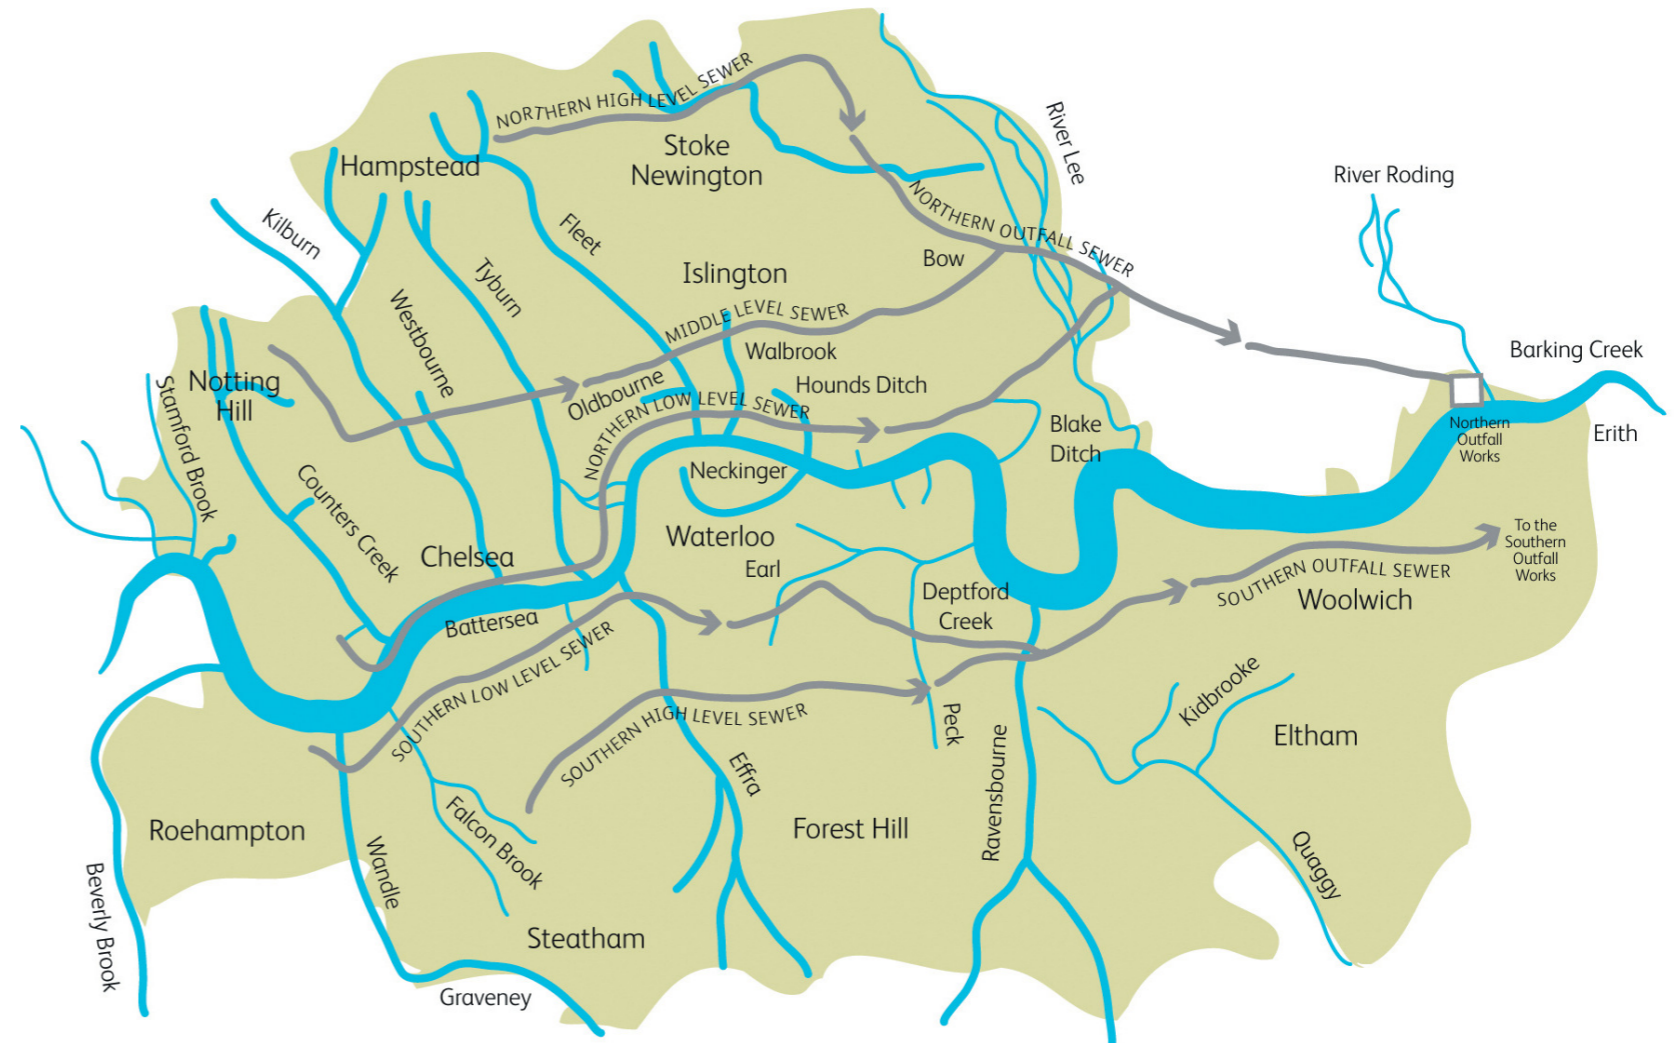 NORTHERN HIGH LEVEL SEWER
River Lee
Stoke
Newington
Hampstead
River Roding
Kilburn
Fleet
NORTHERN OUTFALL SEWER
Bow
Islington
Tyburn
Westbourne
MIDDLE LEVEL SEWER
Walbrook
Barking Creek
Notting
Hill
Stamford Brook
Oldbourne
Hounds Ditch
NORTHERN LOW LEVEL SEWER
Blake
Ditch
Northern
Outfall
Works
Erith
Neckinger
Counters Creek
Chelsea
Waterloo
Earl
To the
Southern
Outfall
Works
SOUTHERN OUTFALL SEWER
Woolwich
Deptford
Creek
Battersea
SOUTHERN LOW LEVEL SEWER
SOUTHERN HIGH LEVEL SEWER
Peck
Kidbrooke
Eltham
Ravensbourne
Effra
Roehampton
Falcon Brook
Forest Hill
Wandle
Beverly Brook
Quaggy
Steatham
Graveney